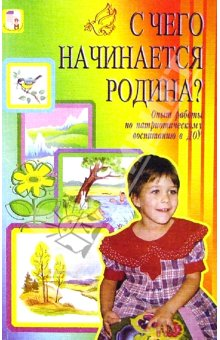 С ЧЕГО
НАЧИНАЕТСЯ
РОДИНА?
Опыт работы
по патриотическому
воспитанию в ДОУ